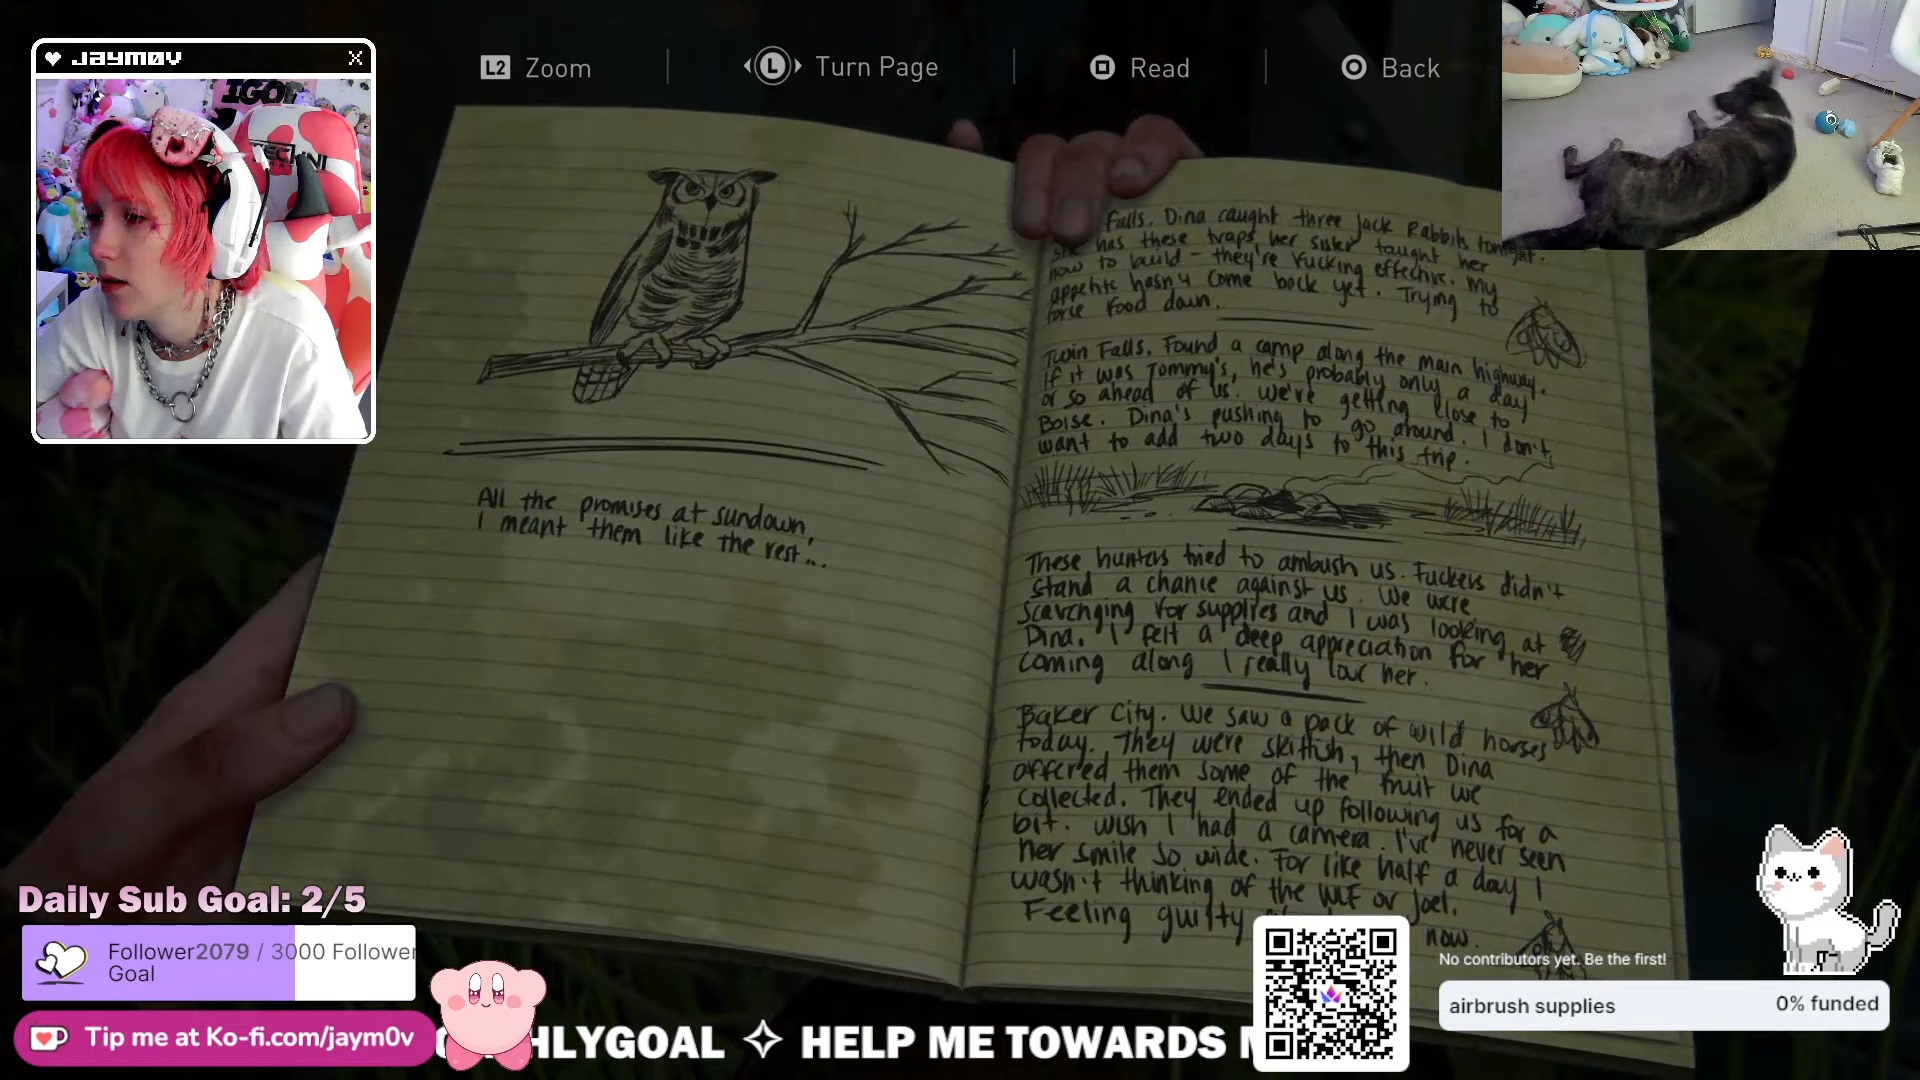 JAYMØV
X
L2 Zoom
L Turn Page
Read
Back
IGO
TECHNI
All the promises at sundown,
I meant them like the rest...
Falls. Dina caught three Jack Rabbits tonight.
She has these traps her sister taught her
how to build - they're fucking effective. My
appetite hasn't come back yet. Trying to
force food down.
Twin Falls. Found a camp along the main highway.
If it was Tommy's, he's probably only a day
or so ahead of us. We're getting close to
Boise. Dina's pushing to go around. I don't
want to add two days to this trip.
These hunters tried to ambush us. Fuckers didn't
stand a chance against us. We were
scavenging for supplies and I was looking at
Dina. I felt a deep appreciation for her
coming along I really love her.
Baker City. We saw a pack of wild horses
today. They were skittish, then Dina
offered them some of the fruit we
collected. They ended up following us for a
bit. Wish I had a camera. I've never seen
her smile so wide. For like half a day I
wasn't thinking of the WLF or Joel.
Feeling guilty
now.
Daily Sub Goal: 2/5
Follower2079 / 3000 Follower
Goal
Tip me at Ko-fi.com/jaym0v
HLYGOAL ✧ HELP ME TOWARDS
No contributors yet. Be the first!
airbrush supplies 0% funded